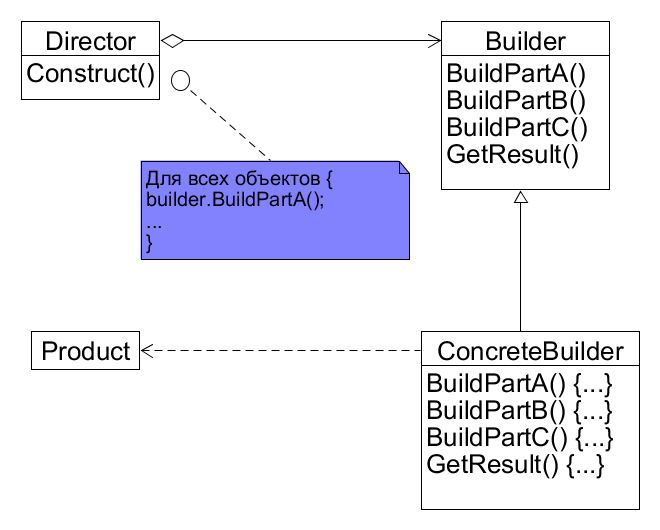 Director
Construct()
Builder
BuildPartA()
BuildPartB()
BuildPartC()
GetResult()
Для всех объектов {
builder.BuildPartA();
...
}
Product
ConcreteBuilder
BuildPartA() {...}
BuildPartB() {...}
BuildPartC() {...}
GetResult() {...}